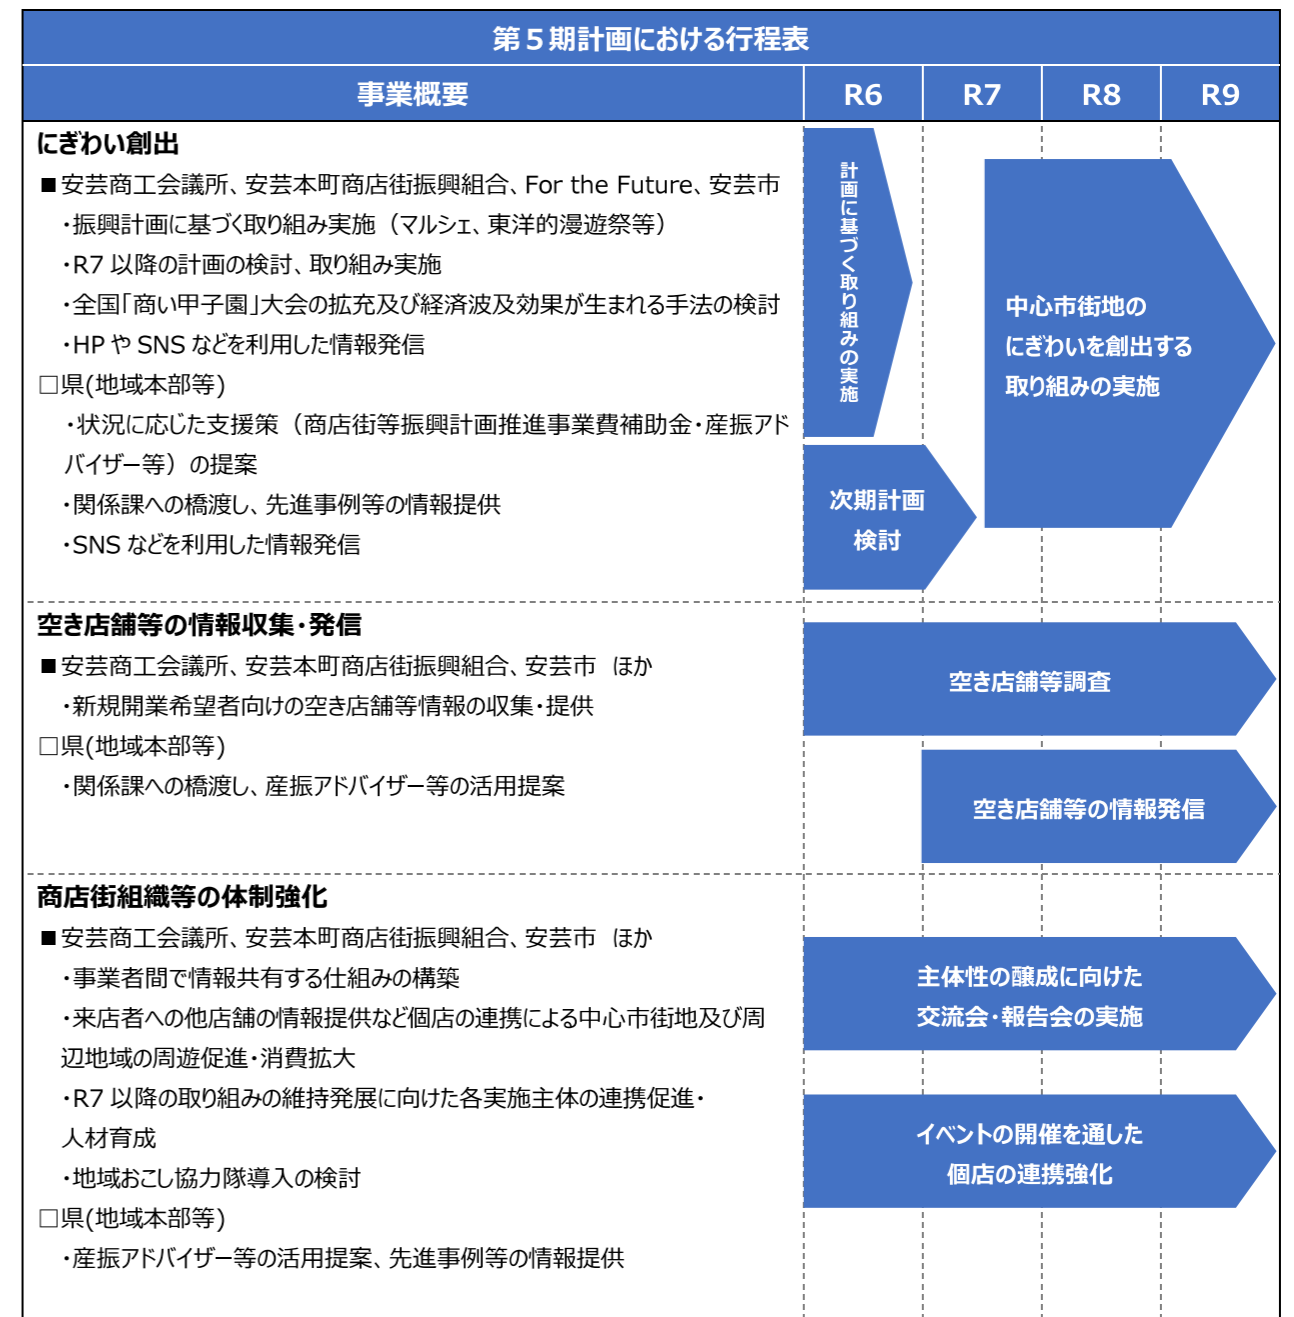 第５期計画における行程表
事業概要
R6
R7
R8
R9
にぎわい創出
■安芸商工会議所、安芸本町商店街振興組合、For the Future、安芸市
・振興計画に基づく取り組み実施（マルシェ、東洋的漫遊祭等）
・R7 以降の計画の検討、取り組み実施
・全国「商い甲子園」大会の拡充及び経済波及効果が生まれる手法の検討
・HP や SNS などを利用した情報発信
□県(地域本部等)
・状況に応じた支援策（商店街等振興計画推進事業費補助金・産振アド
バイザー等）の提案
・関係課への橋渡し、先進事例等の情報提供
・SNS などを利用した情報発信
計画に基づく取り組みの実施
次期計画
検討
中心市街地の
にぎわいを創出する
取り組みの実施
空き店舗等の情報収集・発信
■安芸商工会議所、安芸本町商店街振興組合、安芸市 ほか
・新規開業希望者向けの空き店舗等情報の収集・提供
□県(地域本部等)
・関係課への橋渡し、産振アドバイザー等の活用提案
空き店舗等調査
空き店舗等の情報発信
商店街組織等の体制強化
■安芸商工会議所、安芸本町商店街振興組合、安芸市 ほか
・事業者間で情報共有する仕組みの構築
・来店者への他店舗の情報提供など個店の連携による中心市街地及び周
辺地域の周遊促進・消費拡大
・R7 以降の取り組みの維持発展に向けた各実施主体の連携促進・
人材育成
・地域おこし協力隊導入の検討
□県(地域本部等)
・産振アドバイザー等の活用提案、先進事例等の情報提供
主体性の醸成に向けた
交流会・報告会の実施
イベントの開催を通した
個店の連携強化